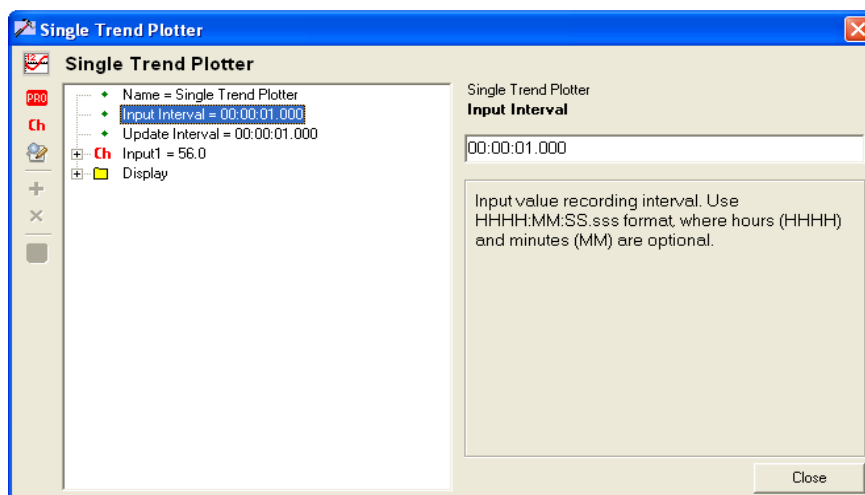 Single Trend Plotter
Single Trend Plotter
PRO
Ch
Name = Single Trend Plotter
Input Interval = 00:00:01.000
Update Interval = 00:00:01.000
Ch Input1 = 56.0
Display
Single Trend Plotter
Input Interval
00:00:01.000
Input value recording interval. Use
HHHH:MM:SS.sss format, where hours (HHHH)
and minutes (MM) are optional.
Close